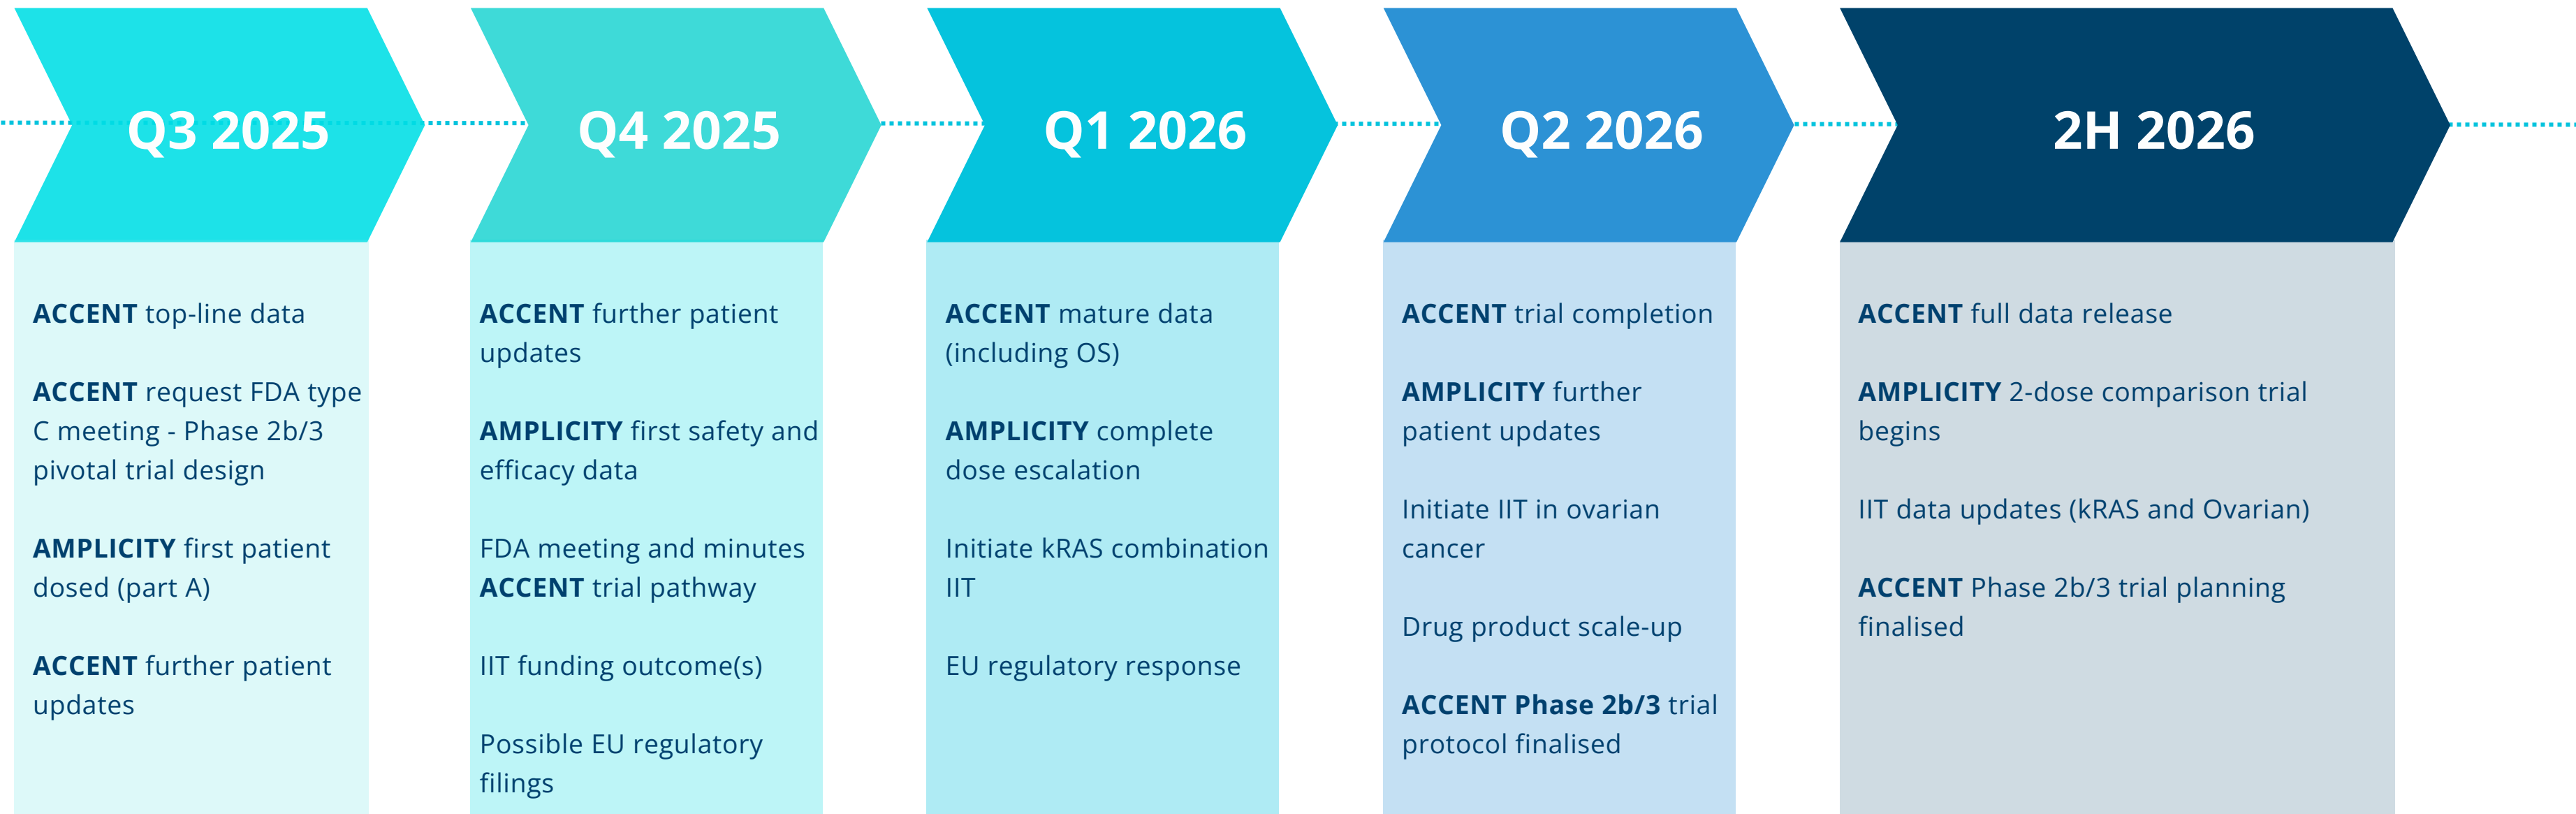 Q3 2025
ACCENT top-line data
ACCENT request FDA type
C meeting - Phase 2b/3
pivotal trial design
AMPLICITY first patient
dosed (part A)
ACCENT further patient
updates
Q4 2025
ACCENT further patient
updates
AMPLICITY first safety and
efficacy data
FDA meeting and minutes
ACCENT trial pathway
IIT funding outcome(s)
Possible EU regulatory
filings
Q1 2026
ACCENT mature data
(including OS)
AMPLICITY complete
dose escalation
Initiate kRAS combination
IIT
EU regulatory response
Q2 2026
ACCENT trial completion
AMPLICITY further
patient updates
Initiate IIT in ovarian
cancer
Drug product scale-up
ACCENT Phase 2b/3 trial
protocol finalised
2H 2026
ACCENT full data release
AMPLICITY 2-dose comparison trial
begins
IIT data updates (kRAS and Ovarian)
ACCENT Phase 2b/3 trial planning
finalised